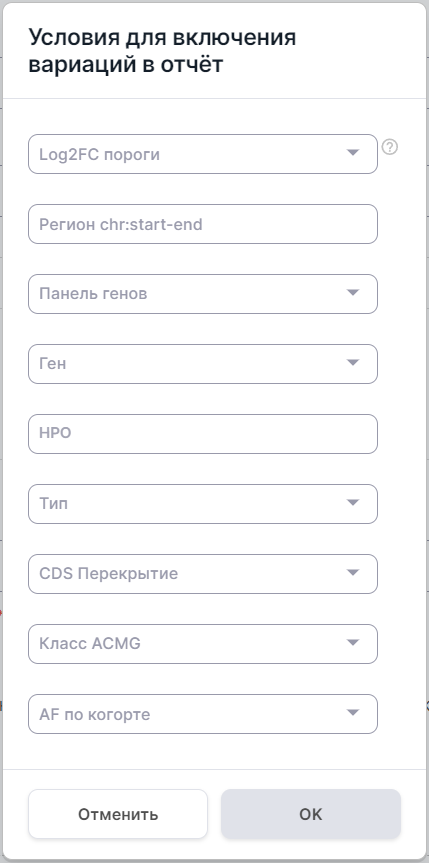 Условия для включения
вариаций в отчёт
Log2FC пороги
?
Регион chr:start-end
Панель генов
Ген
HPO
Тип
CDS Перекрытие
Класс ACMG
AF по когорте
Отменить
OK